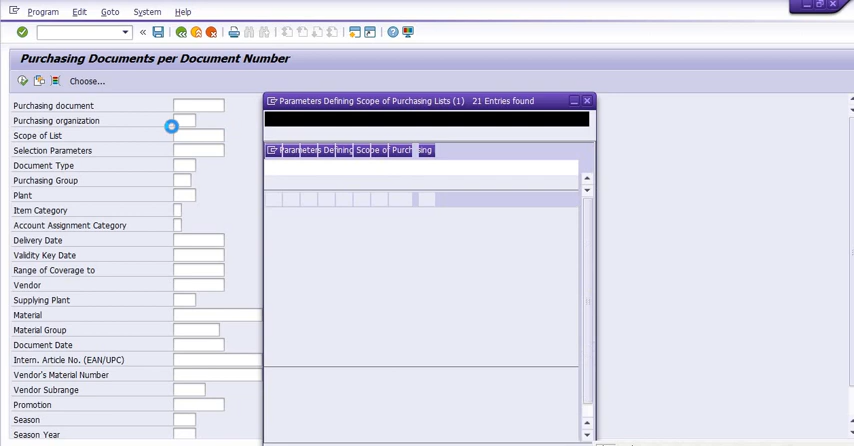 Program Edit Goto System Help
Purchasing Documents per Document Number
Choose...
Purchasing document
Purchasing organization
Scope of List
Selection Parameters
Document Type
Purchasing Group
Plant
Item Category
Account Assignment Category
Delivery Date
Validity Key Date
Range of Coverage to
Vendor
Supplying Plant
Material
Material Group
Document Date
Intern. Article No. (EAN/UPC)
Vendor's Material Number
Vendor Subrange
Promotion
Season
Season Year
Parameters Defining Scope of Purchasing Lists (1) 21 Entries found
Parameters Defining Scope of Purchasing